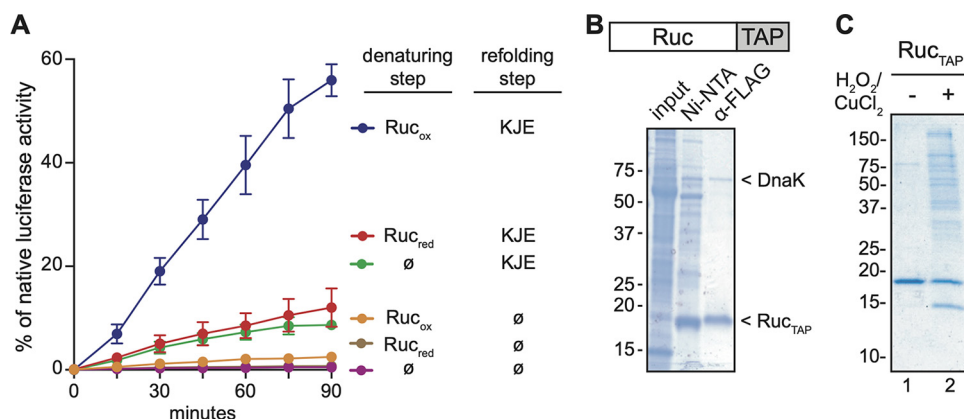 A
% of native luciferase activity
60
40
20
0
0 30 60 90
minutes
denaturing step refolding step
Rucox KJE
Rucred KJE
ø KJE
Rucox ø
Rucred ø
ø ø
B
Ruc TAP
input Ni-NTA α-FLAG
75-
50-
37-
25-
20-
15-
< DnaK
< RucTAP
C
RucTAP
H2O2/
CuCl2 - +
150-
75-
50-
37-
25-
20-
15-
10-
1 2